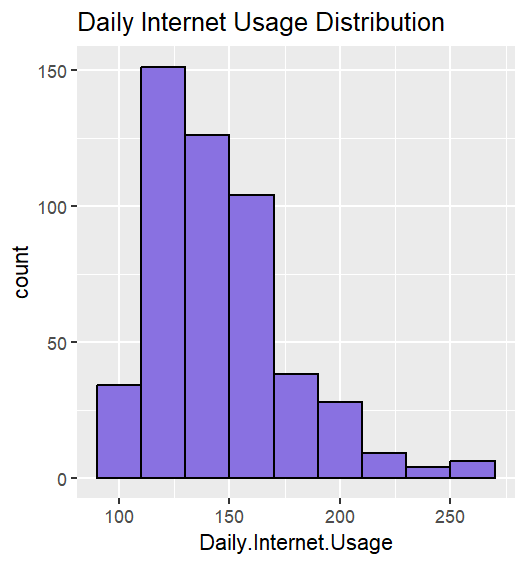 Daily Internet Usage Distribution
150
100
50
0
count
100 150 200 250
Daily.Internet.Usage